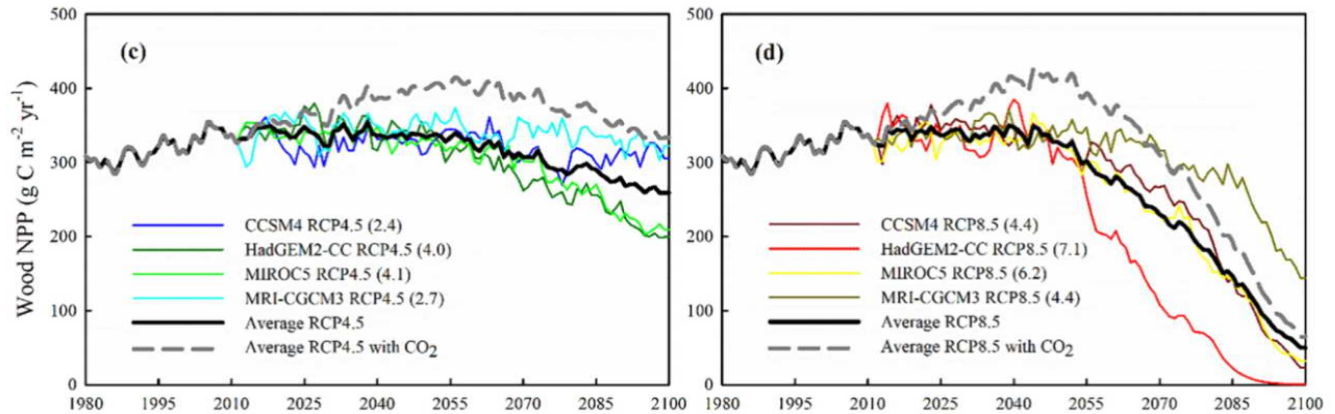 Wood NPP (g C m⁻² yr⁻¹)
500
400
300
200
100
0
(c)
CCSM4 RCP4.5 (2.4)
HadGEM2-CC RCP4.5 (4.0)
MIROC5 RCP4.5 (4.1)
MRI-CGCM3 RCP4.5 (2.7)
Average RCP4.5
Average RCP4.5 with CO₂
1980 1995 2010 2025 2040 2055 2070 2085 2100
500
400
300
200
100
0
(d)
CCSM4 RCP8.5 (4.4)
HadGEM2-CC RCP8.5 (7.1)
MIROC5 RCP8.5 (6.2)
MRI-CGCM3 RCP8.5 (4.4)
Average RCP8.5
Average RCP8.5 with CO₂
1980 1995 2010 2025 2040 2055 2070 2085 2100